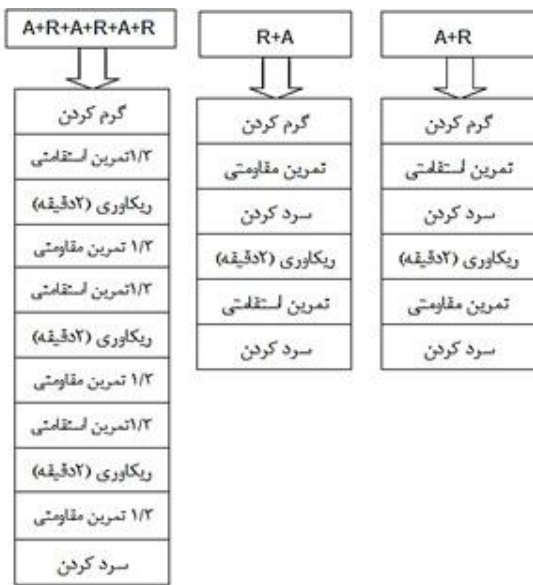 A+R
گرم کردن
تمرین استقامتی
سرد کردن
ریکاوری (۲دقیقه)
تمرین مقاومتی
سرد کردن
R+A
گرم کردن
تمرین مقاومتی
سرد کردن
ریکاوری (۲دقیقه)
تمرین استقامتی
سرد کردن
A+R+A+R+A+R
گرم کردن
۱/۳تمرین استقامتی
ریکاوری (۲دقیقه)
۱/۳ تمرین مقاومتی
۱/۳تمرین استقامتی
ریکاوری (۲دقیقه)
۱/۳ تمرین مقاومتی
۱/۳تمرین استقامتی
ریکاوری (۲دقیقه)
۱/۳ تمرین مقاومتی
سرد کردن